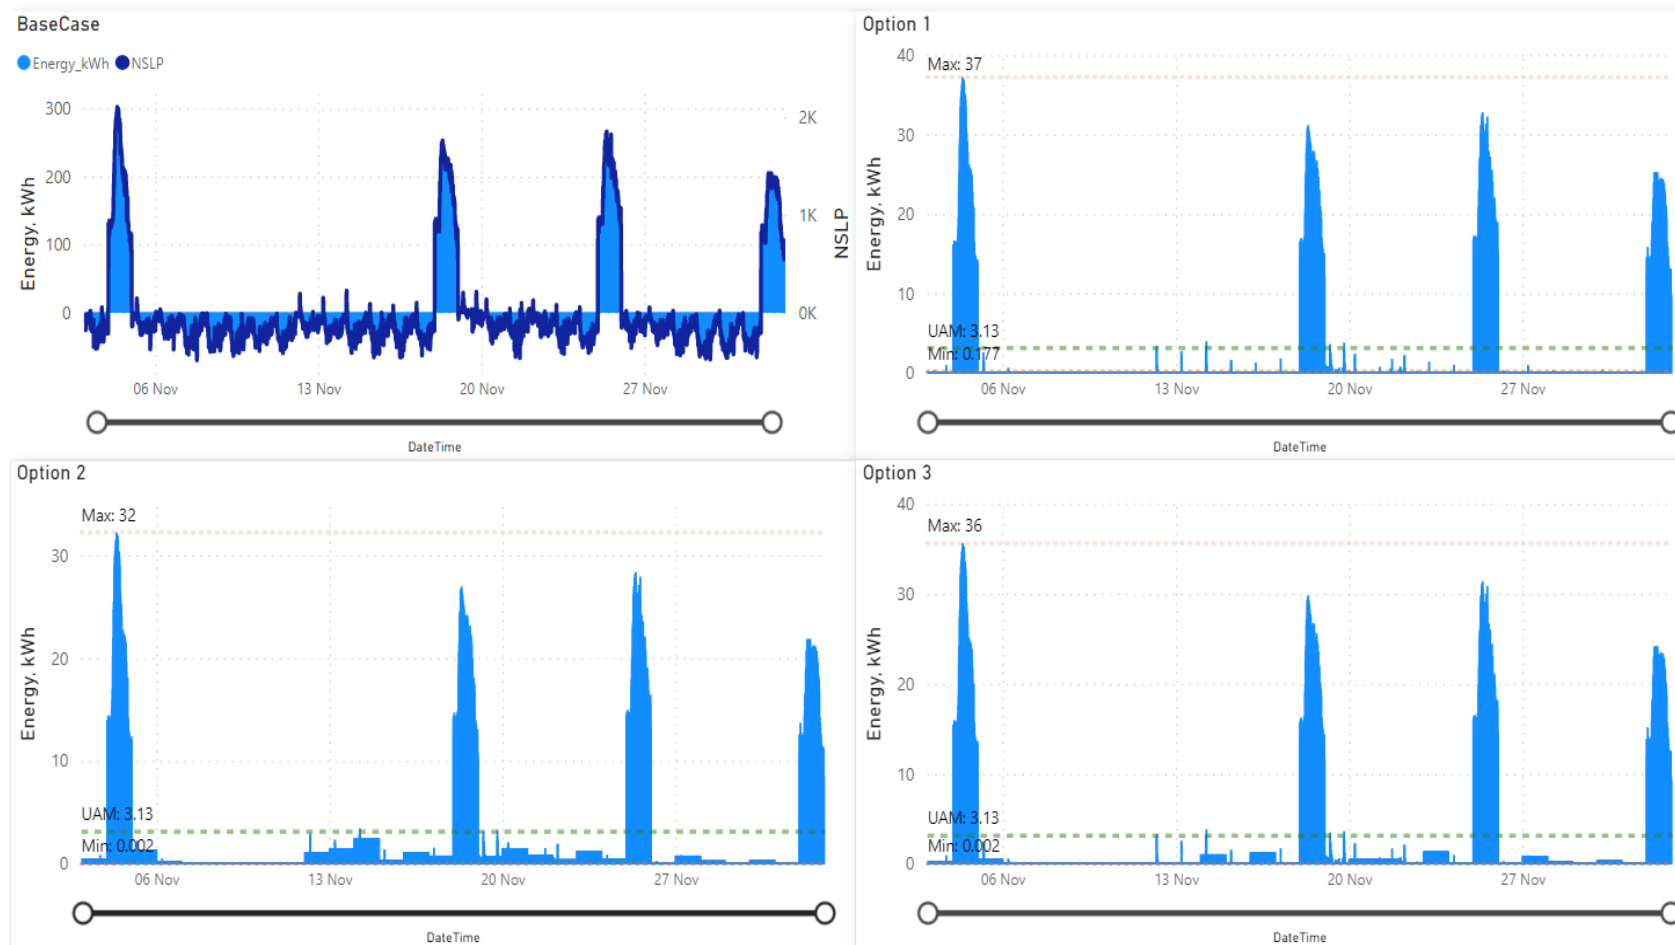 BaseCase
Energy_kWh NSLP
300
200
100
0
2K
1K
0K
Energy, kWh
NSLP
06 Nov 13 Nov 20 Nov 27 Nov
DateTime
Option 1
40
30
20
10
0
Max: 37
UAM: 3.13
Min: 0.177
Energy, kWh
06 Nov 13 Nov 20 Nov 27 Nov
DateTime
Option 2
30
20
10
0
Max: 32
UAM: 3.13
Min: 0.002
Energy, kWh
06 Nov 13 Nov 20 Nov 27 Nov
DateTime
Option 3
40
30
20
10
0
Max: 36
UAM: 3.13
Min: 0.002
Energy, kWh
06 Nov 13 Nov 20 Nov 27 Nov
DateTime